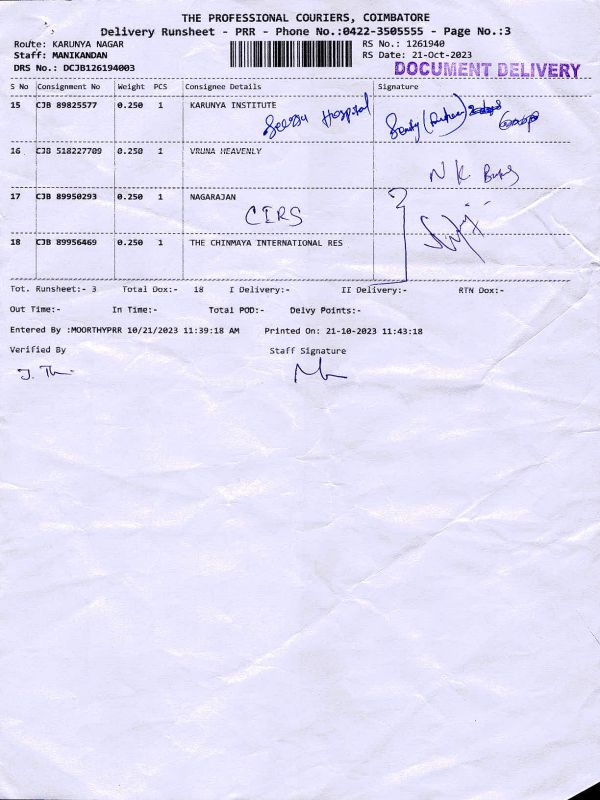 THE PROFESSIONAL COURIERS, COIMBATORE
Delivery Runsheet - PRR - Phone No.:0422-3505555 - Page No.:3
Route: KARUNYA NAGAR RS No.: 1261940
Staff: MANIKANDAN RS Date: 21-Oct-2023
DRS No.: DCJB126194003 DOCUMENT DELIVERY
S No Consignment No Weight PCS Consignee Details Signature
15 CJB 89825577 0.250 1 KARUNYA INSTITUTE
Hospital
16 CJB 518227709 0.250 1 VRUNA HEAVENLY
N K
17 CJB 89950293 0.250 1 NAGARAJAN
CIRS
18 CJB 89956469 0.250 1 THE CHINMAYA INTERNATIONAL RES
Tot. Runsheet:- 3 Total Dox:- 18 I Delivery:- II Delivery:- RTN Dox:-
Out Time:- In Time:- Total POD:- Delvy Points:-
Entered By :MOORTHYPRR 10/21/2023 11:39:18 AM Printed On: 21-10-2023 11:43:18
Verified By Staff Signature